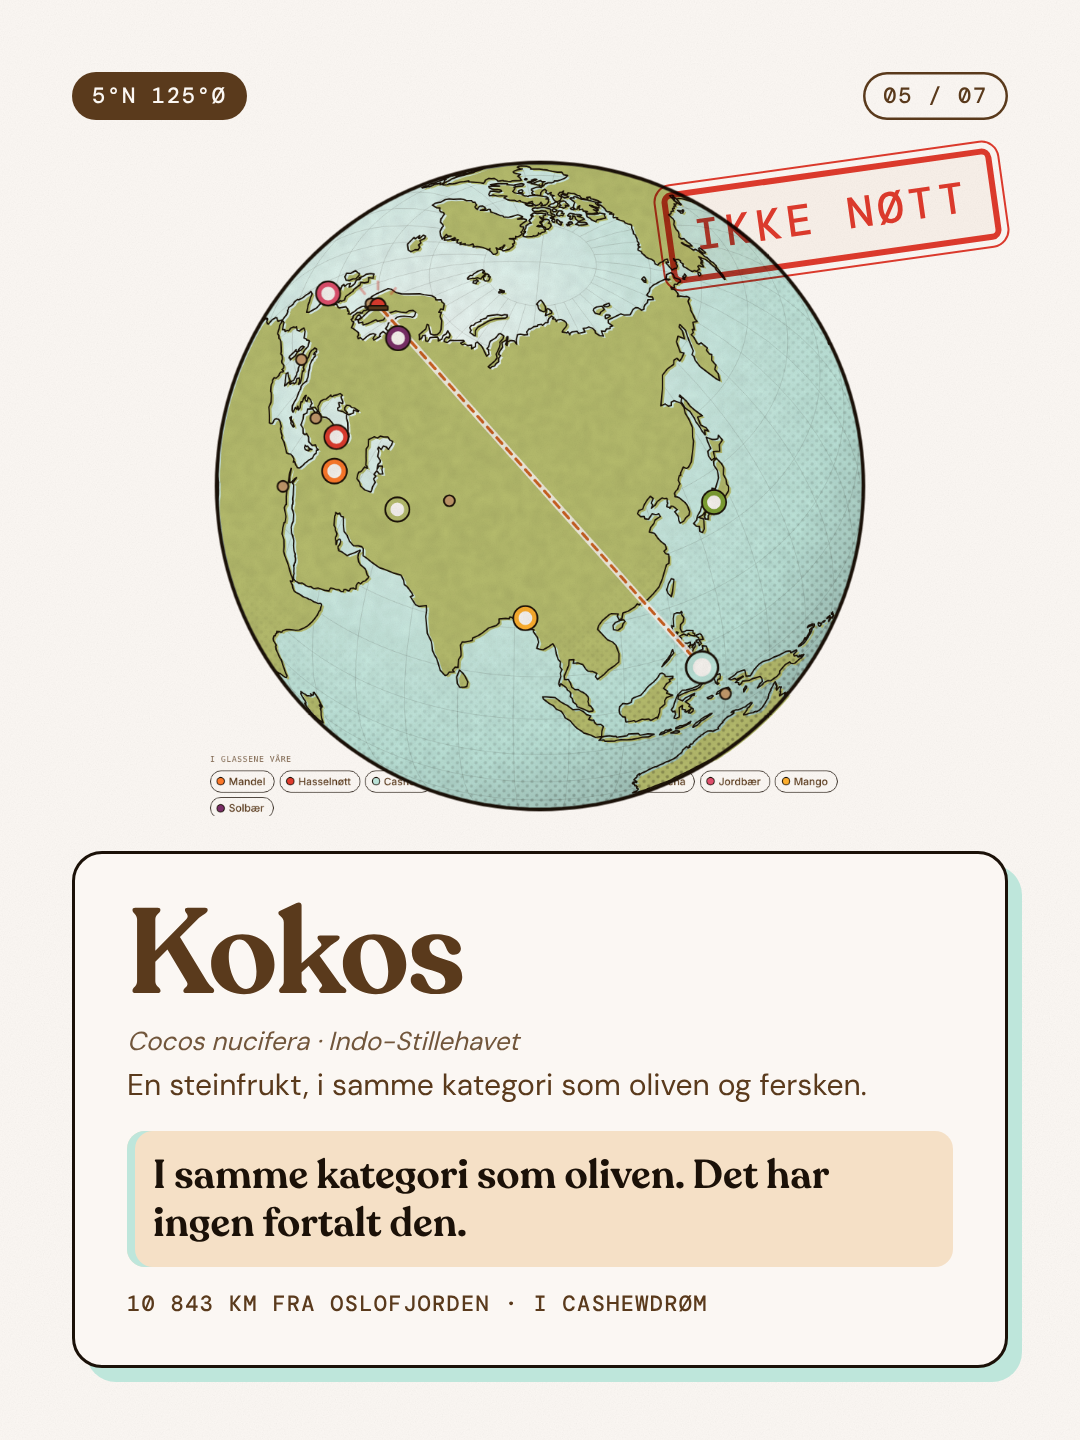 5°N 125°Ø
05 / 07
IKKE NØTT
I GLASSENE VÅRE
Mandel
Hasselnøtt
Jordbær
Mango
Solbær
Kokos
Cocos nucifera · Indo-Stillehavet
En steinfrukt, i samme kategori som oliven og fersken.
I samme kategori som oliven. Det har
ingen fortalt den.
10 843 KM FRA OSLOFJORDEN · I CASHEWDRØM